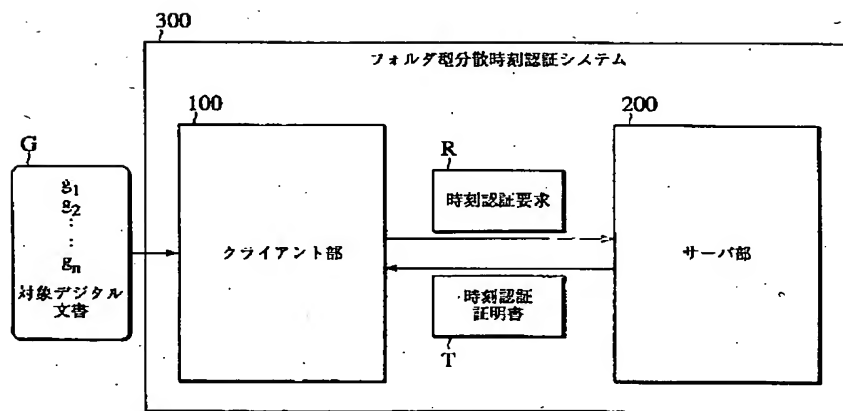 300
フォルダ型分散時刻認証システム
100
200
G
g1
g2
:
:
gn
対象デジタル
文書
クライアント部
R
時刻認証要求
サーバ部
時刻認証
証明書
T